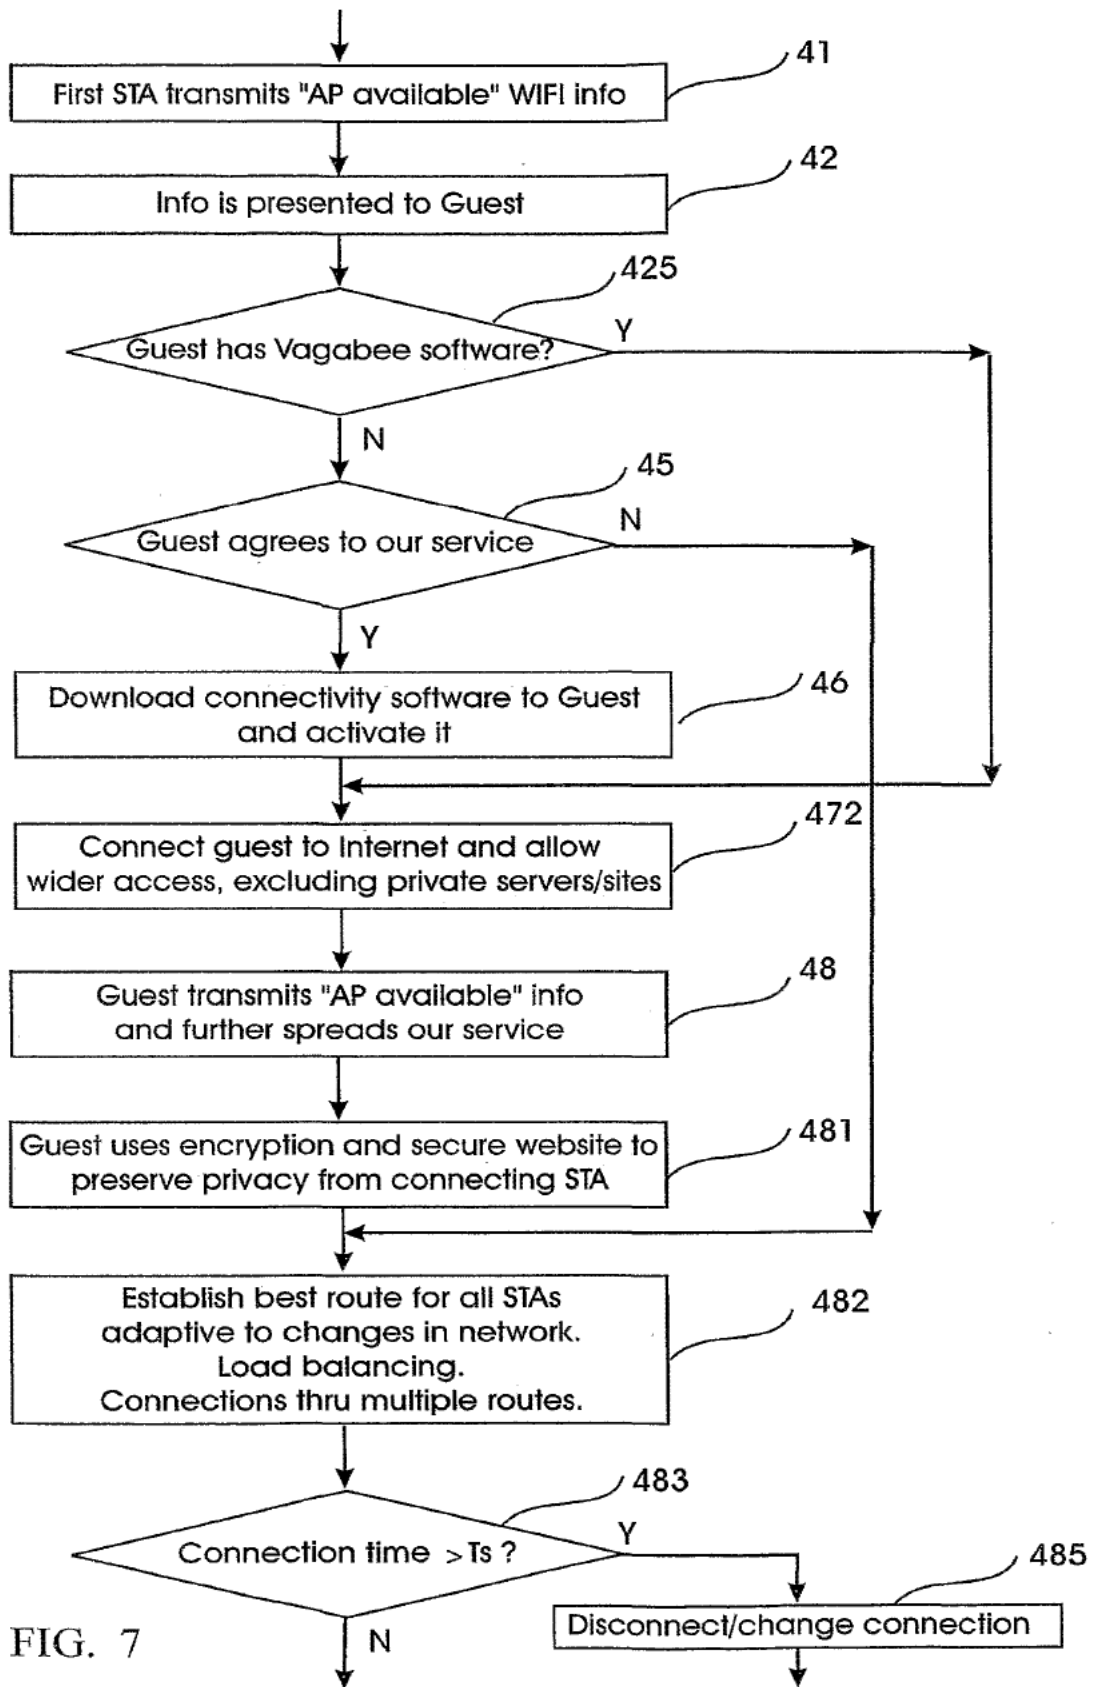 41
First STA transmits "AP available" WIFI info
42
Info is presented to Guest
425
Guest has Vagabee software?
Y
N
45
Guest agrees to our service
N
Y
46
Download connectivity software to Guest
and activate it
472
Connect guest to Internet and allow
wider access, excluding private servers/sites
48
Guest transmits "AP available" info
and further spreads our service
481
Guest uses encryption and secure website to
preserve privacy from connecting STA
482
Establish best route for all STAs
adaptive to changes in network.
Load balancing.
Connections thru multiple routes.
483
Connection time >Ts ?
Y
N
485
Disconnect/change connection
FIG. 7